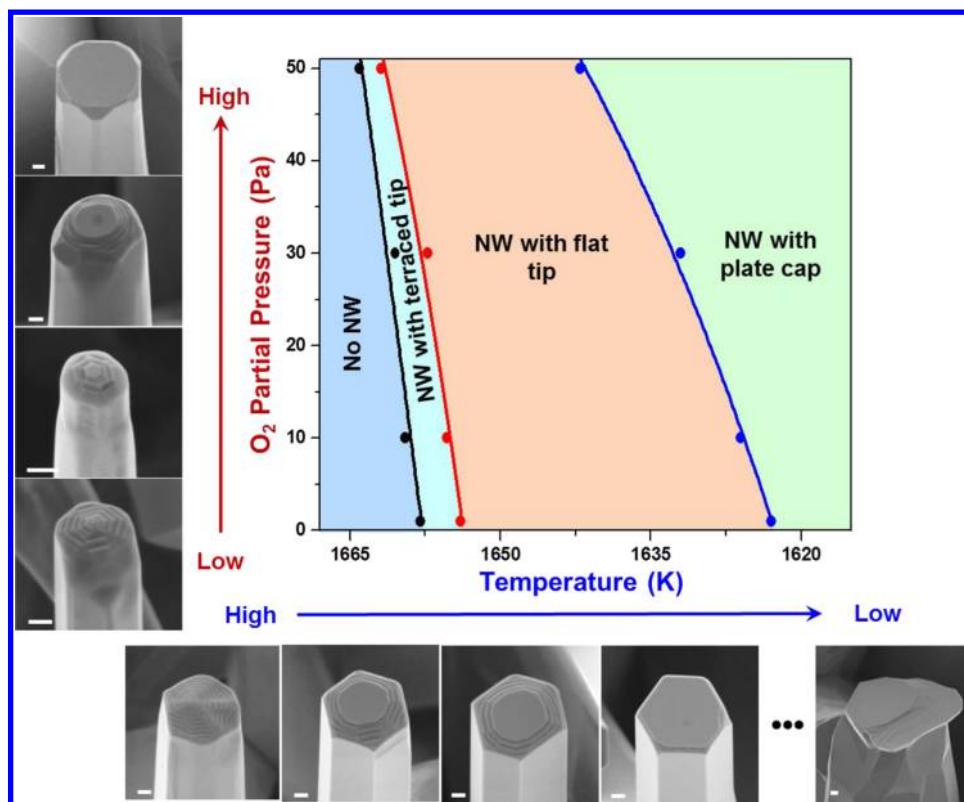 High
Low
O₂ Partial Pressure (Pa)
50
40
30
20
10
0
No NW
NW with terraced tip
NW with flat
tip
NW with
plate cap
1665
1650
1635
1620
Temperature (K)
High
Low